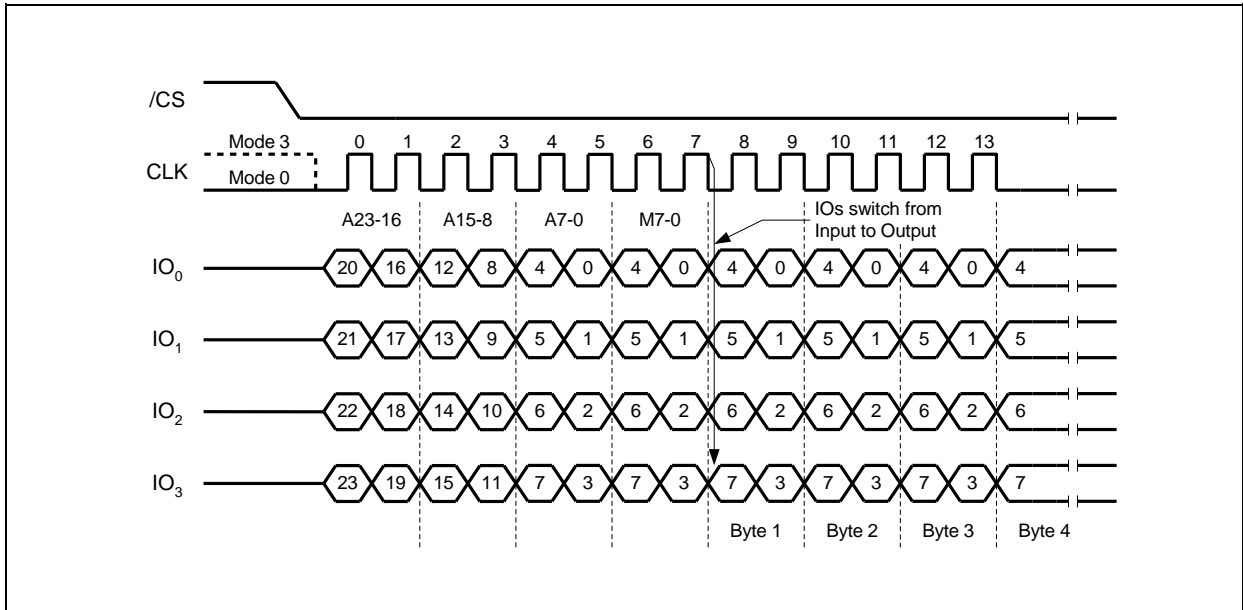 /CS
Mode 3 0 1 2 3 4 5 6 7 8 9 10 11 12 13
CLK
Mode 0
IOs switch from
Input to Output
A23-16 A15-8 A7-0 M7-0
IO0 20 16 12 8 4 0 4 0 4 0 4 0 4 0 4
IO1 21 17 13 9 5 1 5 1 5 1 5 1 5 1 5
IO2 22 18 14 10 6 2 6 2 6 2 6 2 6 2 6
IO3 23 19 15 11 7 3 7 3 7 3 7 3 7 3 7
Byte 1 Byte 2 Byte 3 Byte 4